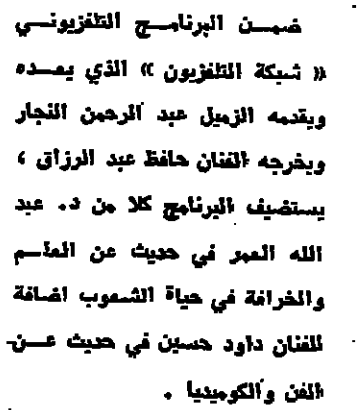 ضمن البرنامج التلفزيوني
« شبكة التلفزيون » الذي يعده
ويقدمه الزميل عبد الرحمن النجار
ويخرجه الفنان حافظ عبد الرزاق ،
يستضيف البرنامج كلا من د. عبد
الله العمر في حديث عن العلم
والخرافة في حياة الشعوب اضافة
للفنان داود حسين في حديث عن
الفن والكوميديا .